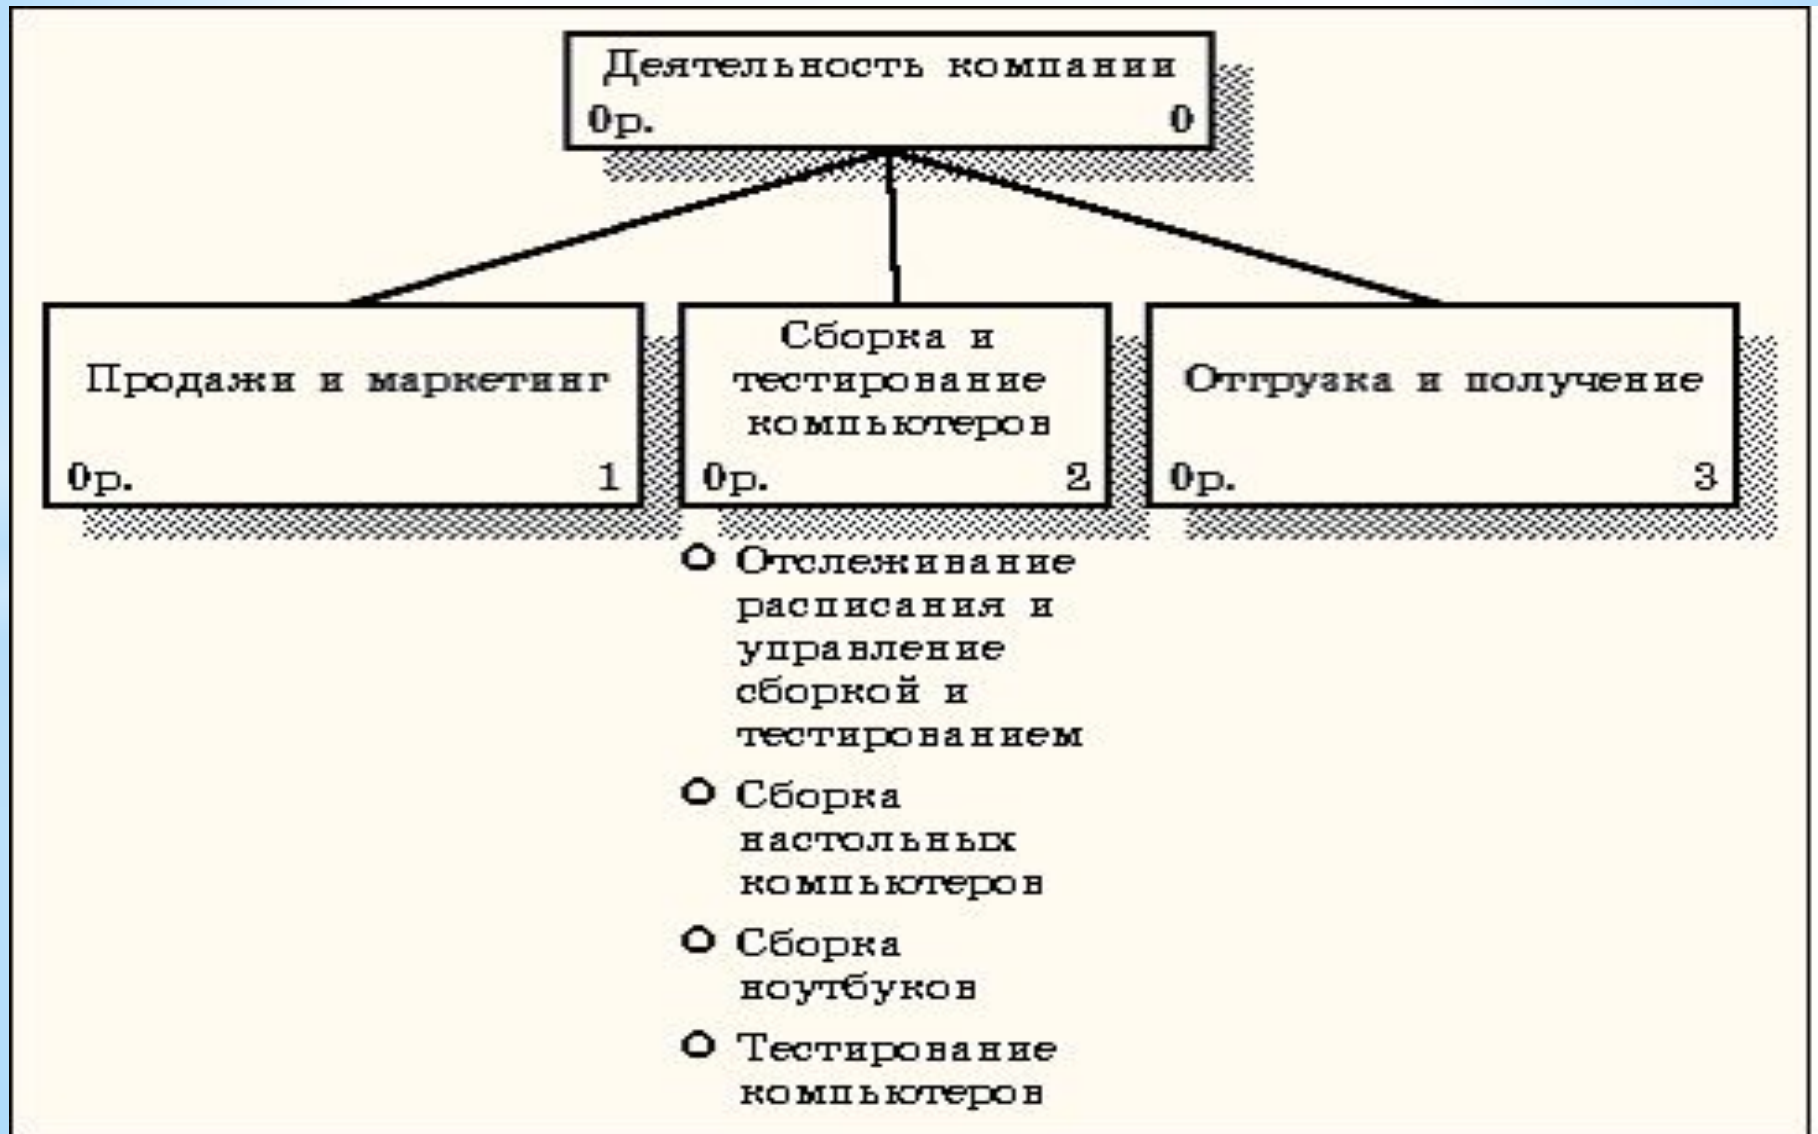 Деятельность компании
0р. 0
Продажи и маркетинг
0р. 1
Сборка и
тестирование
компьютеров
0р. 2
Отгрузка и получение
0р. 3
Отслеживание
расписания и
управление
сборкой и
тестированием
Сборка
настольных
компьютеров
Сборка
ноутбуков
Тестирование
компьютеров